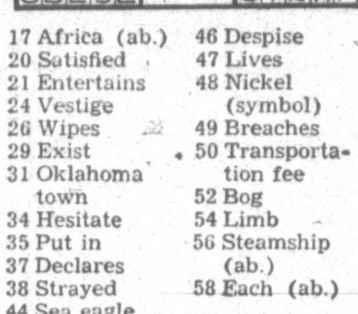 17 Africa (ab.)
20 Satisfied
21 Entertains
24 Vestige
26 Wipes
29 Exist
31 Oklahoma
town
34 Hesitate
35 Put in
37 Declares
38 Strayed
44 Sea eagle
46 Despise
47 Lives
48 Nickel
(symbol)
49 Breaches
50 Transporta-
tion fee
52 Bog
54 Limb
56 Steamship
(ab.)
58 Each (ab.)